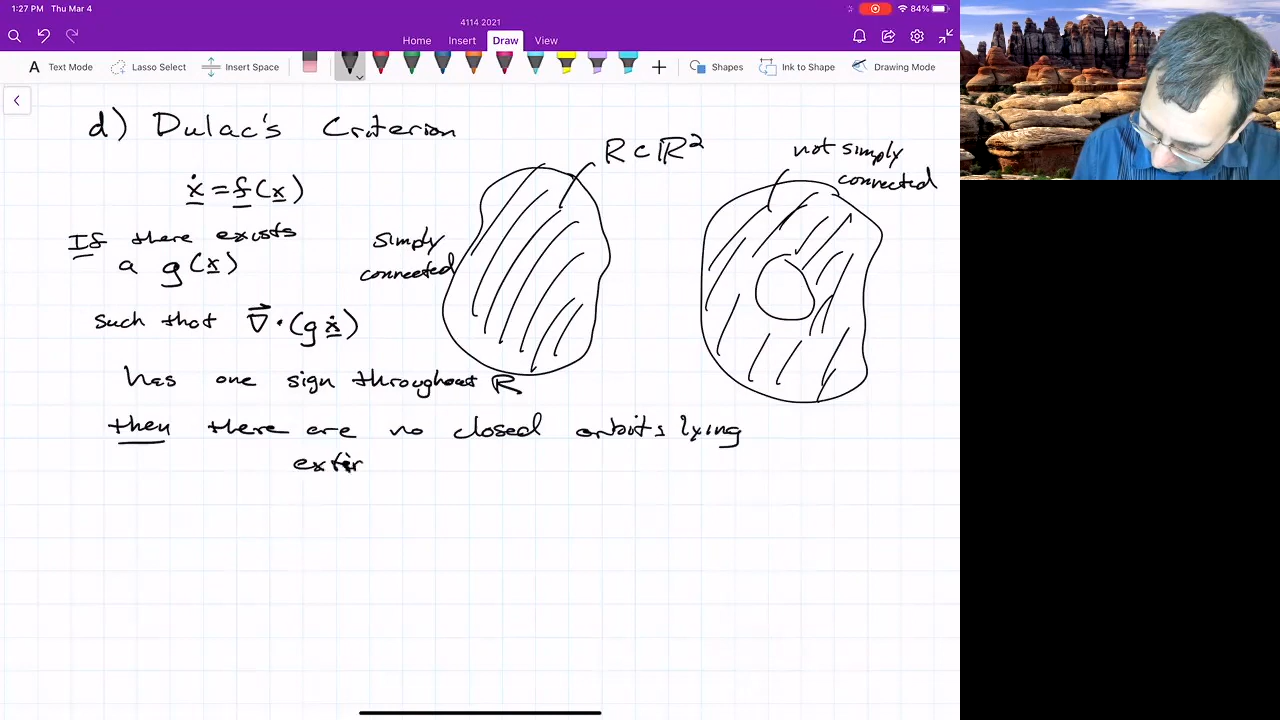 1:27 PM Thu Mar 4
84%
4114 2021
Home Insert Draw View
Text Mode Lasso Select Insert Space Shapes Ink to Shape Drawing Mode
d) Dulac's Criterion
R ⊂ ℝ²
not simply
connected
ẋ = f(x)
If there exists
a g(x)
simply
connected
such that ∇⃗·(g ẋ)
has one sign throughout R
then there are no closed orbits lying